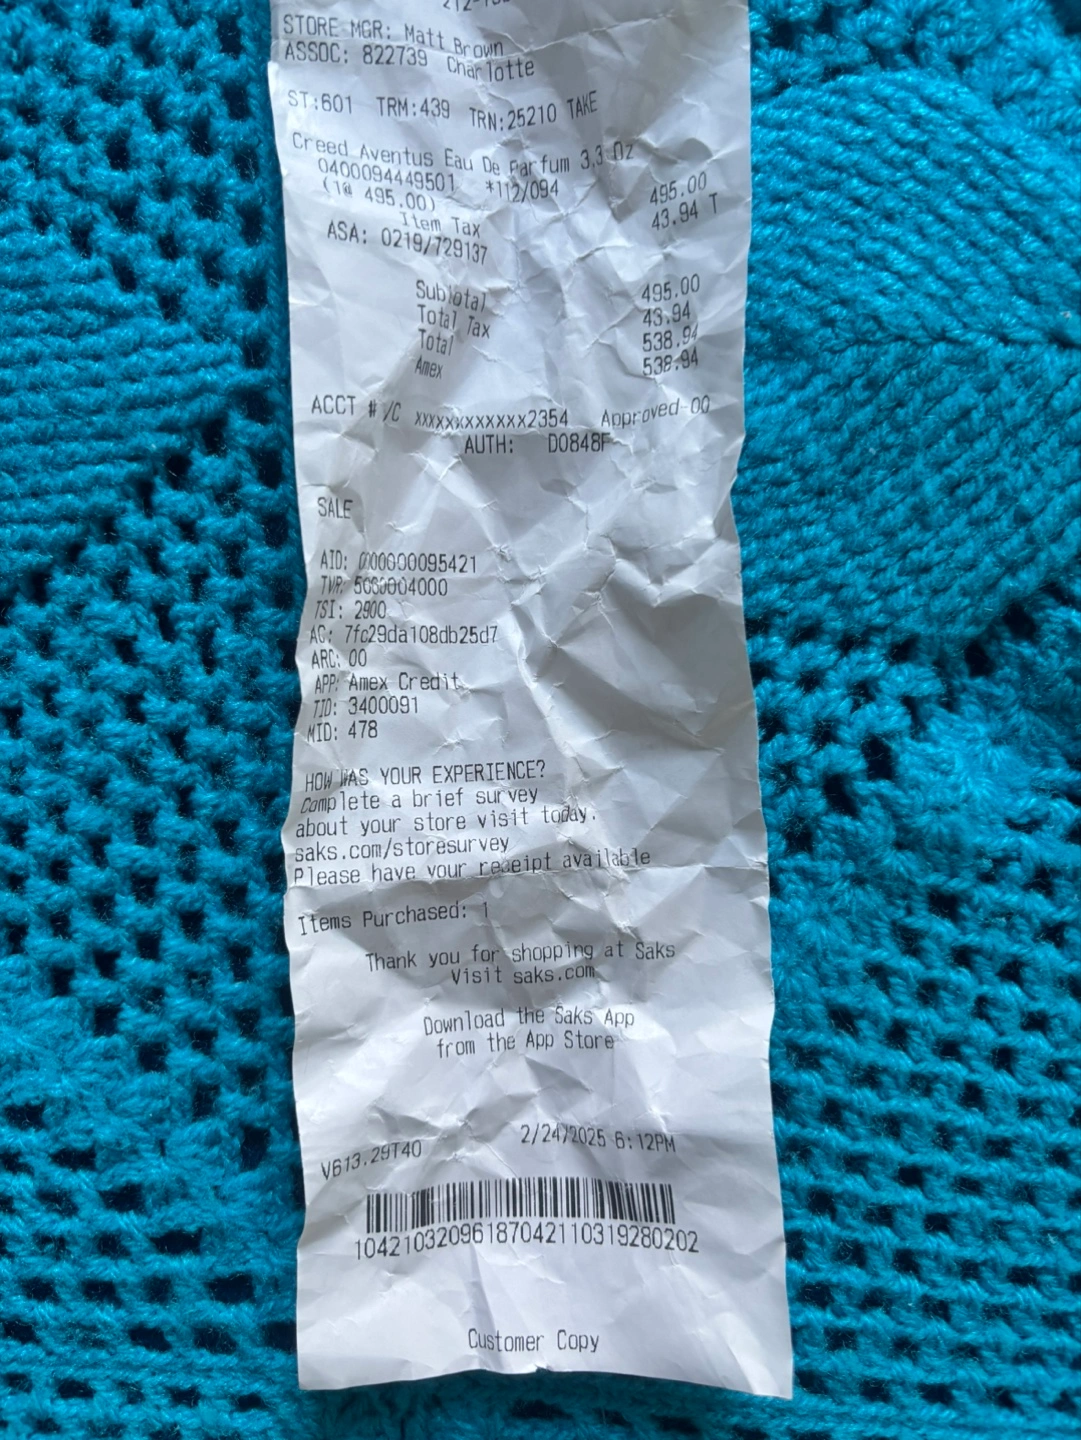 212-
STORE MGR: Matt Brown
ASSOC: 822739 Charlotte
ST:601 TRM:439 TRN:25210 TAKE
Creed Aventus Eau De Parfum 3,3 Oz
0400094449501 *112/094 495.00
(1@ 495.00)
Item Tax 43.94 T
ASA: 0219/729137
Subtotal 495.00
Total Tax 43.94
Total 538.94
Amex 538.94
ACCT # /C xxxxxxxxxxxx2354 Approved-00
AUTH: D0848F
SALE
AID: 0000000095421
TVR: 5080004000
TSI: 2900
AC: 7fc29da108db25d7
ARC: 00
APP: Amex Credit
TID: 3400091
MID: 478
HOW WAS YOUR EXPERIENCE?
Complete a brief survey
about your store visit today.
saks.com/storesurvey
Please have your receipt available
Items Purchased: 1
Thank you for shopping at Saks
Visit saks.com
Download the Saks App
from the App Store
2/24/2025 6:12PM
V613.29T40
10421032096187042110319280202
Customer Copy